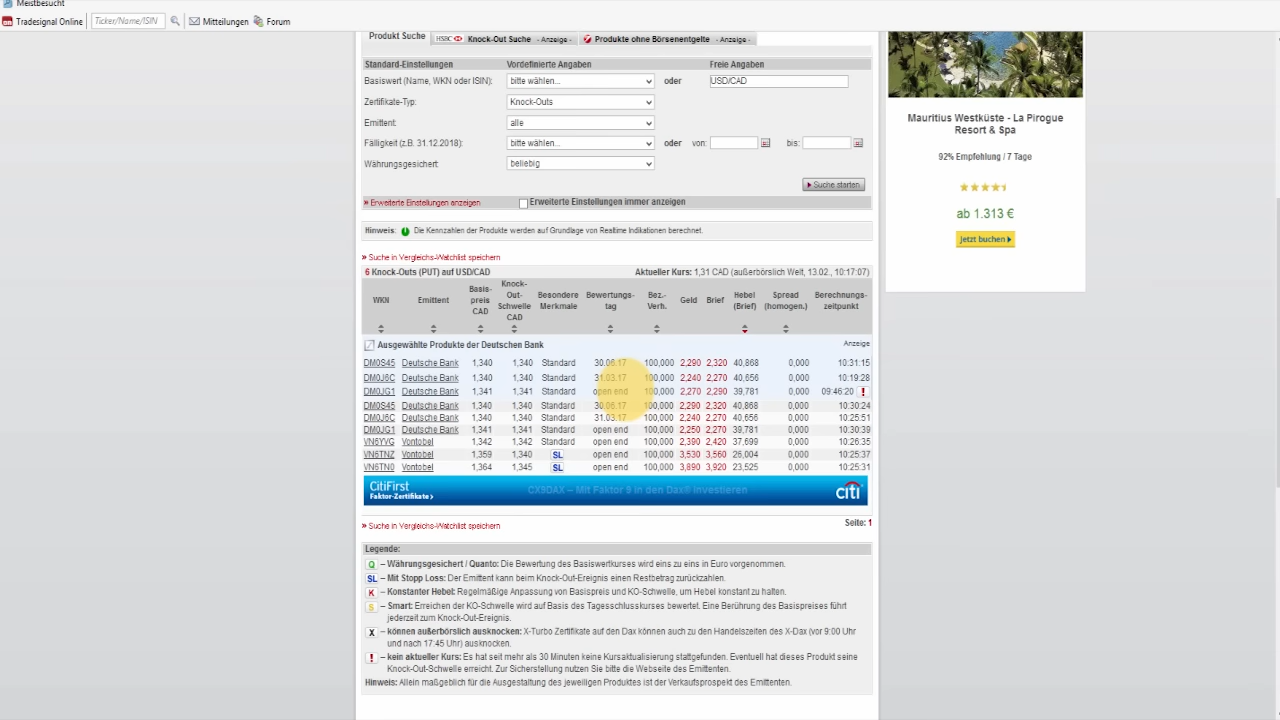 Meistbesucht
Tradesignal Online Ticker/Name/ISIN Mitteilungen Forum
Produkt Suche HSBC Knock-Out Suche - Anzeige - Produkte ohne Börsenentgelte - Anzeige -
Standard-Einstellungen Vordefinierte Angaben Freie Angaben
Basiswert (Name, WKN oder ISIN): bitte wählen... oder USD/CAD
Zertifikate-Typ: Knock-Outs
Emittent: alle
Fälligkeit (z.B. 31.12.2018): bitte wählen... oder von: bis:
Währungsgesichert: beliebig
Suche starten
» Erweiterte Einstellungen anzeigen Erweiterte Einstellungen immer anzeigen
Hinweis: Die Kennzahlen der Produkte werden auf Grundlage von Realtime Indikationen berechnet.
» Suche in Vergleichs-Watchlist speichern
6 Knock-Outs (PUT) auf USD/CAD Aktueller Kurs: 1,31 CAD (außerbörslich Welt, 13.02., 10:17:07)
WKN Emittent Basis-preis CAD Knock-Out-Schwelle CAD Besondere Merkmale Bewertungs-tag Bez.-Verh. Geld Brief Hebel (Brief) Spread (homogen.) Berechnungs-zeitpunkt
Ausgewählte Produkte der Deutschen Bank Anzeige
DM0S45 Deutsche Bank 1,340 1,340 Standard 30.06.17 100,000 2,290 2,320 40,868 0,000 10:31:15
DM0J6C Deutsche Bank 1,340 1,340 Standard 31.03.17 100,000 2,240 2,270 40,656 0,000 10:19:28
DM0JG1 Deutsche Bank 1,341 1,341 Standard open end 100,000 2,270 2,290 39,781 0,000 09:46:20 !
DM0S45 Deutsche Bank 1,340 1,340 Standard 30.06.17 100,000 2,290 2,320 40,868 0,000 10:30:24
DM0J6C Deutsche Bank 1,340 1,340 Standard 31.03.17 100,000 2,240 2,270 40,656 0,000 10:25:51
DM0JG1 Deutsche Bank 1,341 1,341 Standard open end 100,000 2,250 2,270 39,781 0,000 10:30:39
VN6YVG Vontobel 1,342 1,342 Standard open end 100,000 2,390 2,420 37,699 0,000 10:26:35
VN6TNZ Vontobel 1,359 1,340 SL open end 100,000 3,530 3,560 26,004 0,000 10:25:37
VN6TN0 Vontobel 1,364 1,345 SL open end 100,000 3,890 3,920 23,525 0,000 10:25:31
CitiFirst
Faktor-Zertifikate CX9DAX – Mit Faktor 9 in den Dax® investieren citi
» Suche in Vergleichs-Watchlist speichern Seite: 1
Legende:
Q – Währungsgesichert / Quanto: Die Bewertung des Basiswertkurses wird eins zu eins in Euro vorgenommen.
SL – Mit Stopp Loss: Der Emittent kann beim Knock-Out-Ereignis einen Restbetrag zurückzahlen.
K – Konstanter Hebel: Regelmäßige Anpassung von Basispreis und KO-Schwelle, um Hebel konstant zu halten.
S – Smart: Erreichen der KO-Schwelle wird auf Basis des Tagesschlusskurses bewertet. Eine Berührung des Basispreises führt
jederzeit zum Knock-Out-Ereignis.
X – können außerbörslich ausknocken: X-Turbo Zertifikate auf den Dax können auch zu den Handelszeiten des X-Dax (vor 9:00 Uhr
und nach 17:45 Uhr) ausknocken.
! – kein aktueller Kurs: Es hat seit mehr als 30 Minuten keine Kursaktualisierung stattgefunden. Eventuell hat dieses Produkt seine
Knock-Out-Schwelle erreicht. Zur Sicherstellung nutzen Sie bitte die Webseite des Emittenten.
Hinweis: Allein maßgeblich für die Ausgestaltung des jeweiligen Produktes ist der Verkaufsprospekt des Emittenten.
Mauritius Westküste - La Pirogue
Resort & Spa
92% Empfehlung / 7 Tage
ab 1.313 €
Jetzt buchen